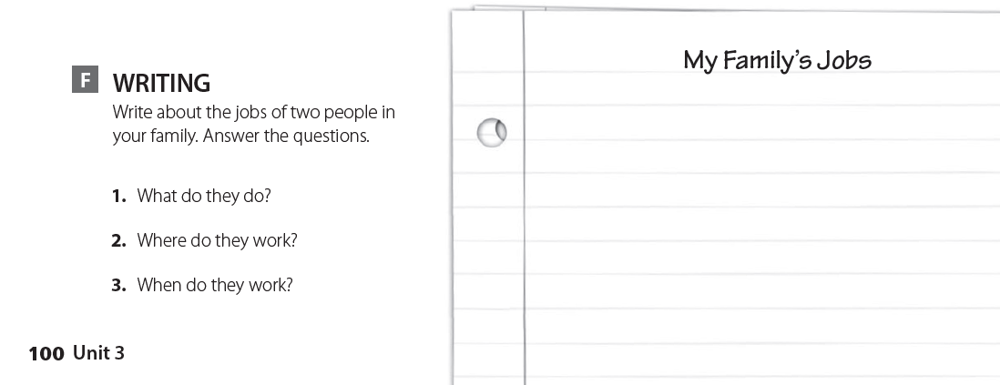 F WRITING
Write about the jobs of two people in
your family. Answer the questions.
1. What do they do?
2. Where do they work?
3. When do they work?
100 Unit 3
My Family's Jobs